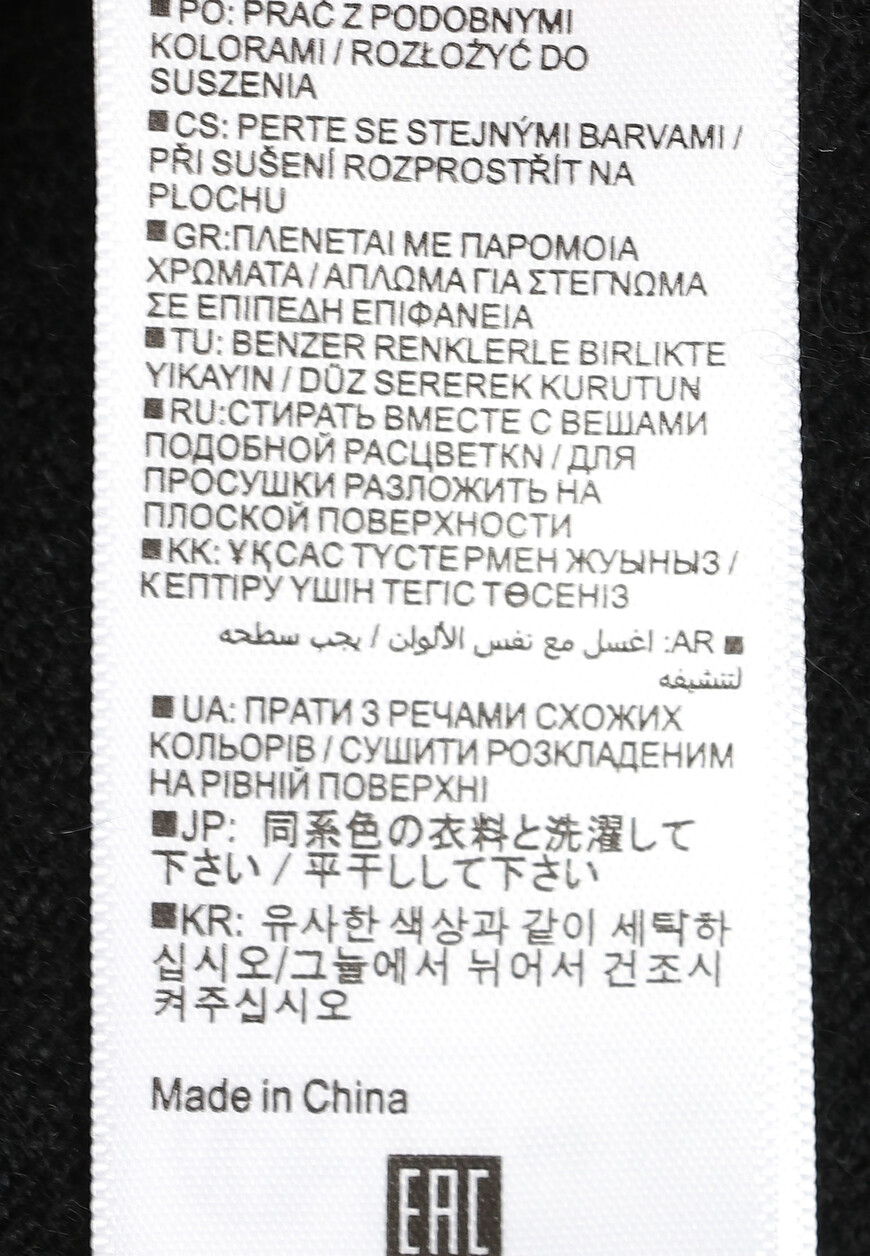 ■PO: PRAĆ Z PODOBNYMI
KOLORAMI / ROZŁOŻYĆ DO
SUSZENIA
■CS: PERTE SE STEJNÝMI BARVAMI /
PŘI SUŠENÍ ROZPROSTŘÍT NA
PLOCHU
■GR:ΠΛΕΝΕΤΑΙ ΜΕ ΠΑΡΟΜΟΙΑ
ΧΡΩΜΑΤΑ / ΑΠΛΩΜΑ ΓΙΑ ΣΤΕΓΝΩΜΑ
ΣΕ ΕΠΙΠΕΔΗ ΕΠΙΦΑΝΕΙΑ
■TU: BENZER RENKLERLE BIRLIKTE
YIKAYIN / DÜZ SEREREK KURUTUN
■RU:СТИРАТЬ ВМЕСТЕ С ВЕШАМИ
ПОДОБНОЙ РАСЦВЕТКN / ДЛЯ
ПРОСУШКИ РАЗЛОЖИТЬ НА
ПЛОСКОЙ ПОВЕРХНОСТИ
■KK: ҰҚСАС ТҮСТЕРМЕН ЖУЫНЫЗ /
КЕПТІРУ ҮШІН ТЕГІС ТӨСЕНІЗ
■ AR: اغسل مع نفس الألولن / يجب سطحه
لتنشيفه
■ UA: ПРАТИ З РЕЧАМИ СХОЖИХ
КОЛЬОРІВ / СУШИТИ РОЗКЛАДЕНИМ
НА РІВНІЙ ПОВЕРХНІ
■JP: 同系色の衣料と洗濯して
下さい / 平干ししして下さい
■KR: 유사한 색상과 같이 세탁하
십시오/그늘에서 뉘어서 건조시
켜주십시오
Made in China
EAC